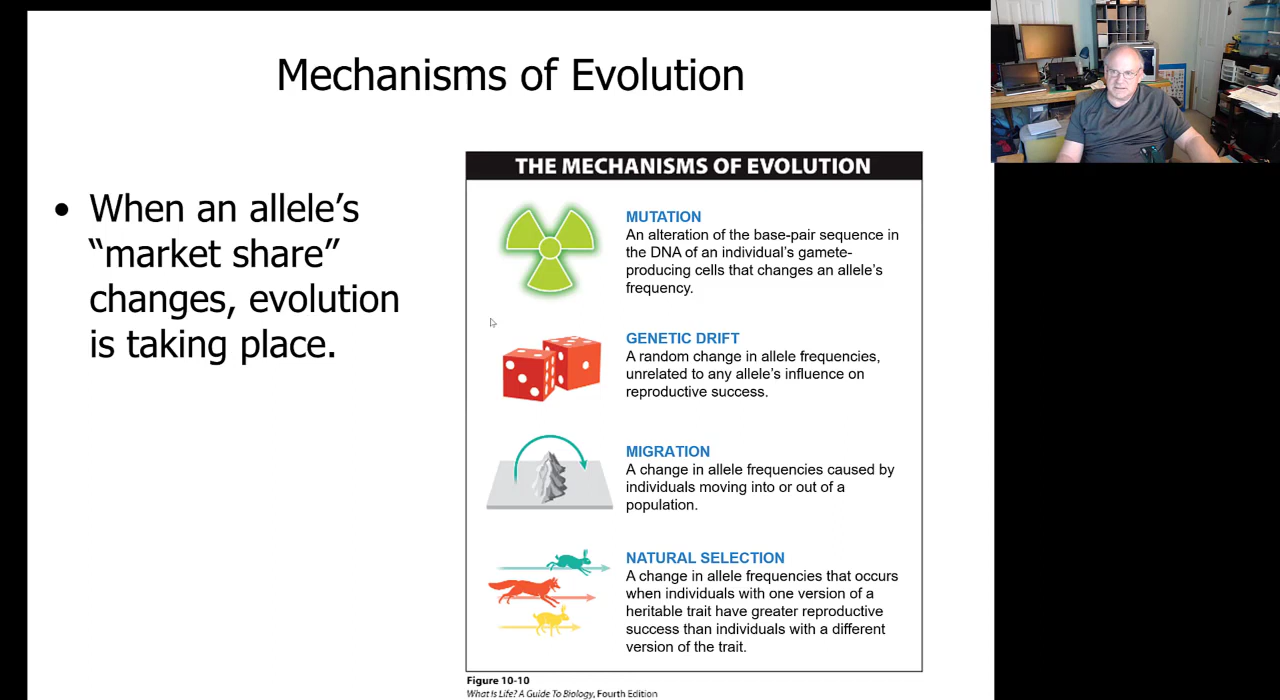 Mechanisms of Evolution
• When an allele’s
“market share”
changes, evolution
is taking place.
THE MECHANISMS OF EVOLUTION
MUTATION
An alteration of the base-pair sequence in
the DNA of an individual’s gamete-
producing cells that changes an allele’s
frequency.
GENETIC DRIFT
A random change in allele frequencies,
unrelated to any allele’s influence on
reproductive success.
MIGRATION
A change in allele frequencies caused by
individuals moving into or out of a
population.
NATURAL SELECTION
A change in allele frequencies that occurs
when individuals with one version of a
heritable trait have greater reproductive
success than individuals with a different
version of the trait.
Figure 10-10
What Is Life? A Guide To Biology, Fourth Edition